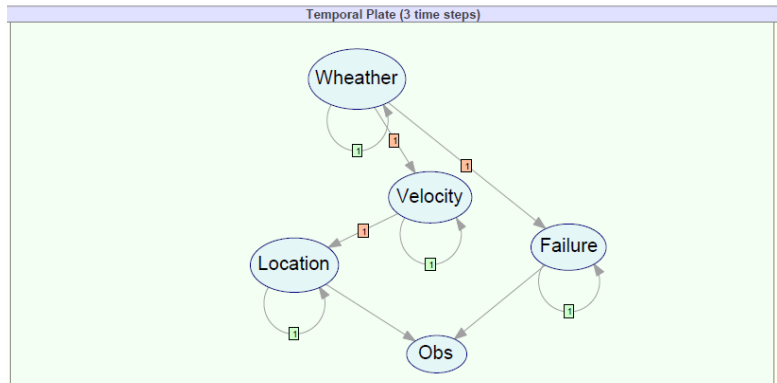 Temporal Plate (3 time steps)
Wheather
1
1
1
Velocity
1
1
Failure
Location
1
1
Obs